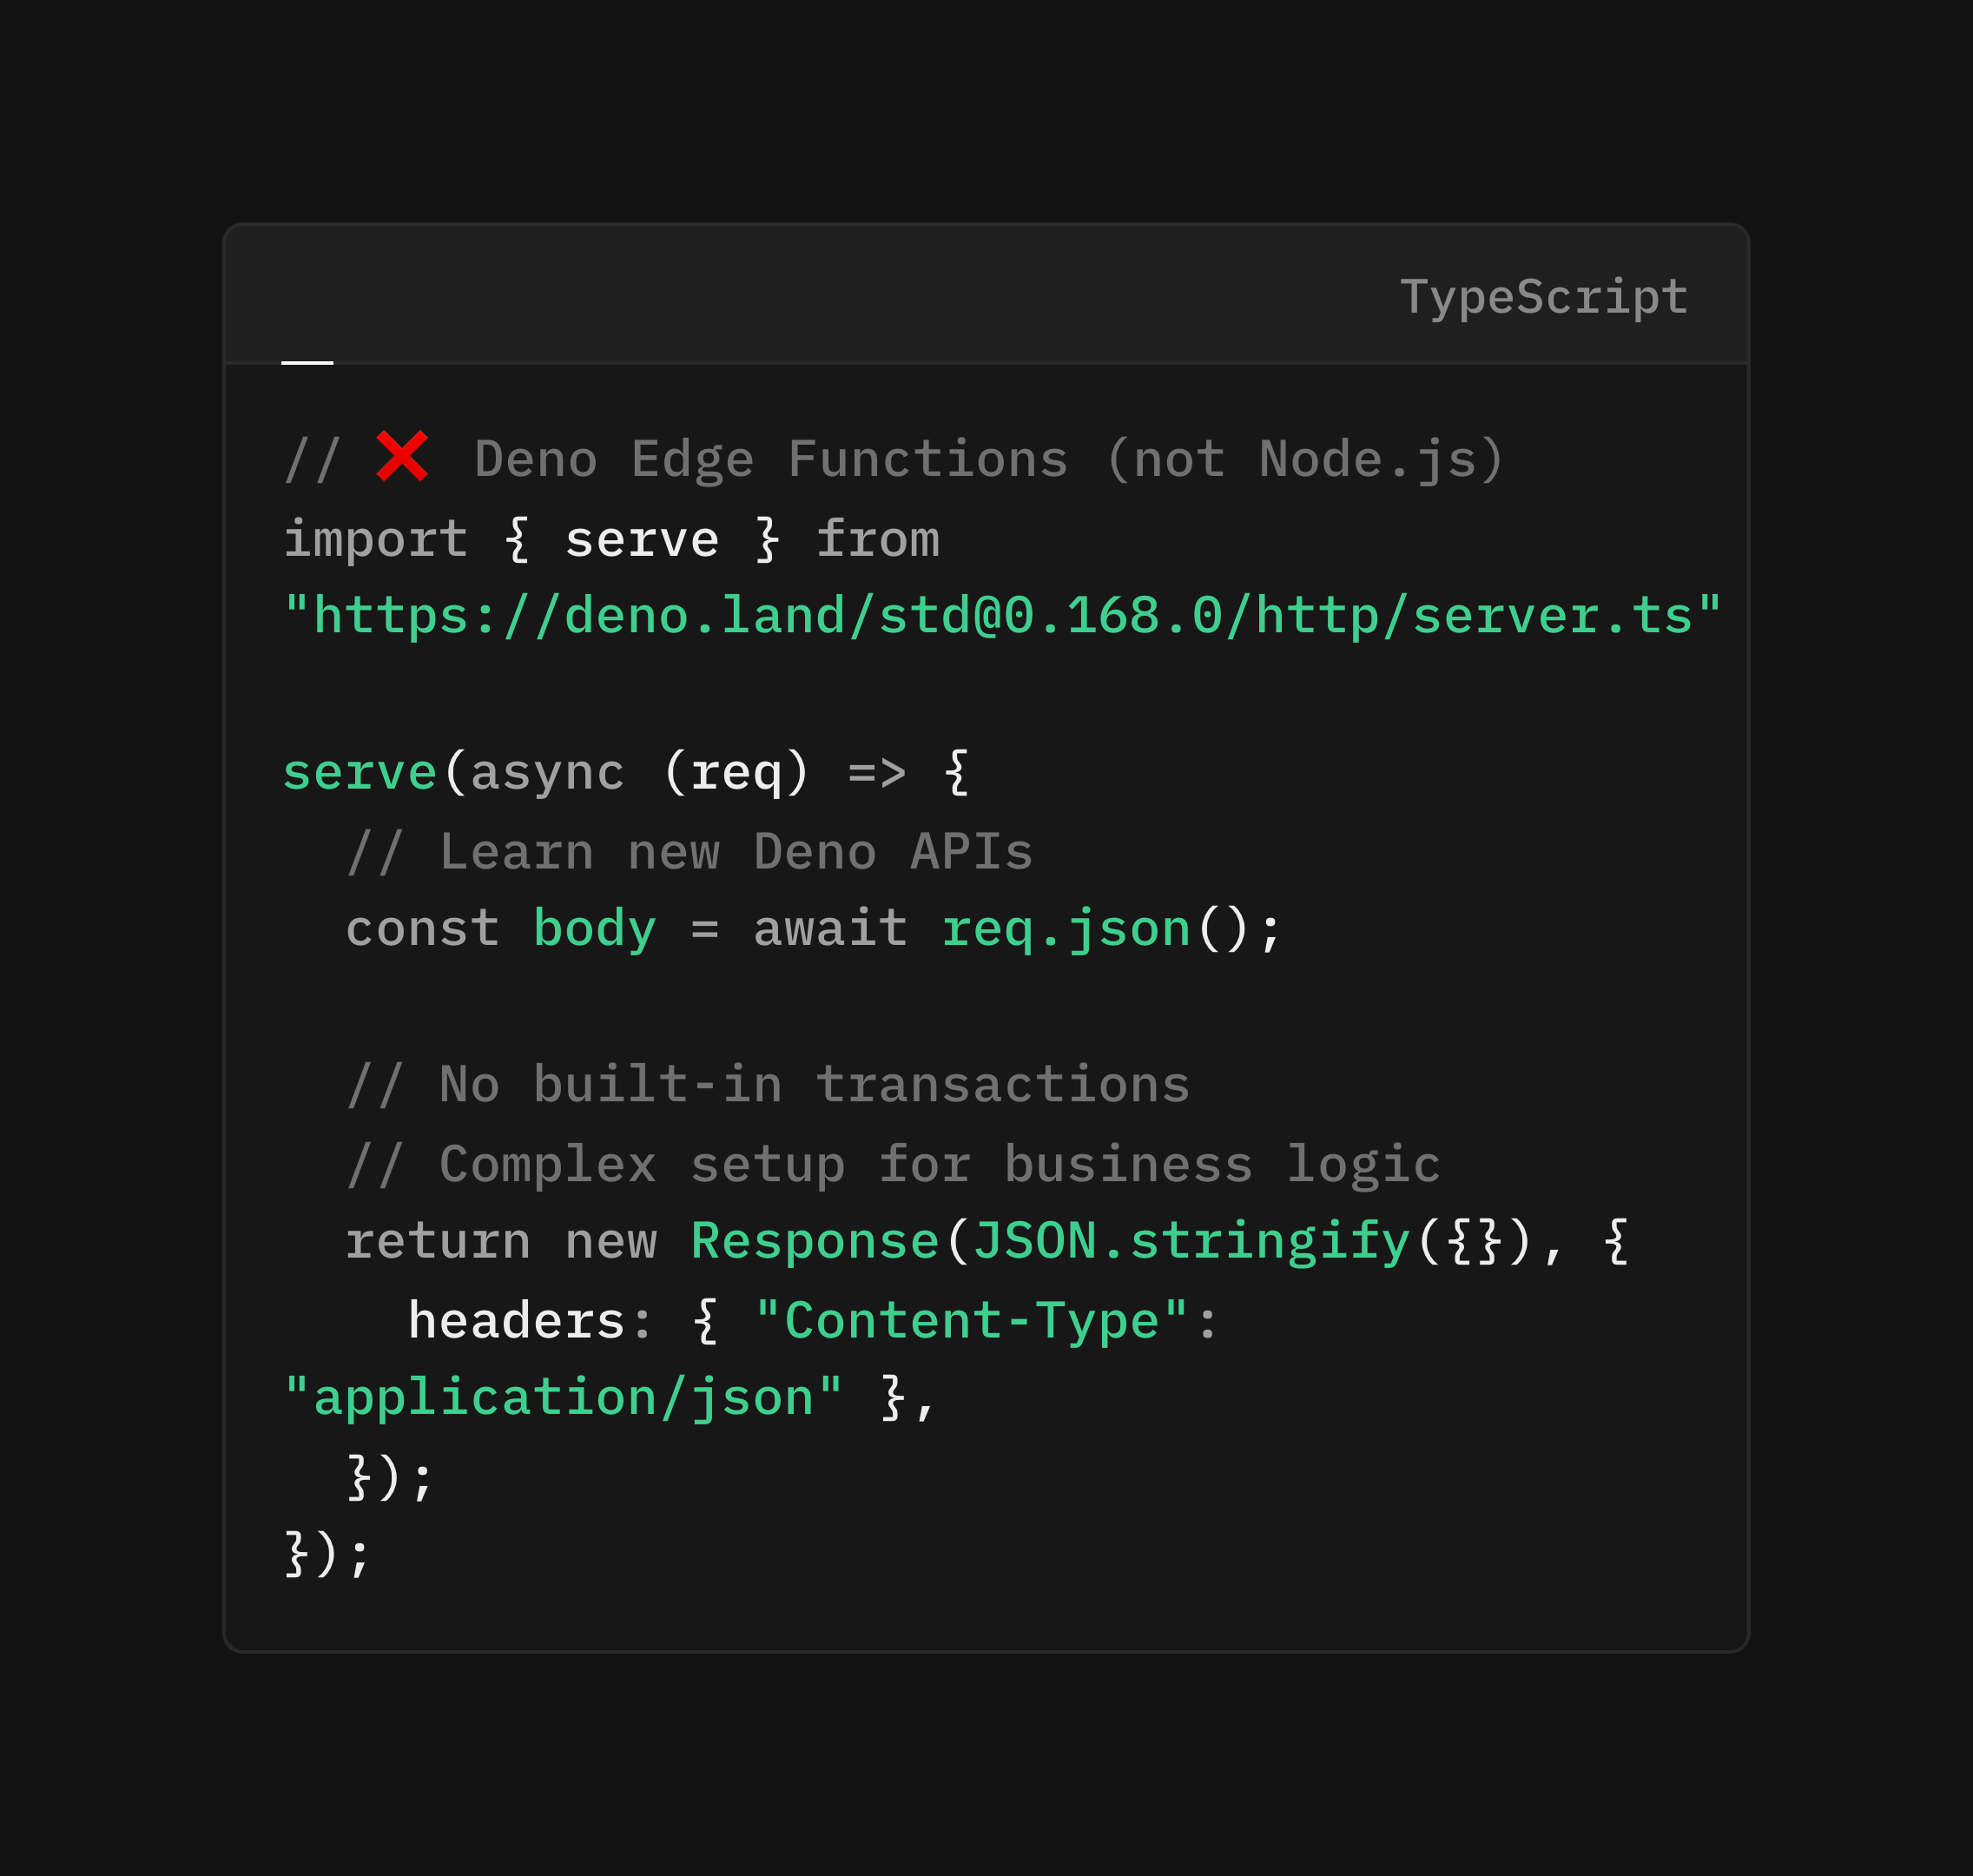 TypeScript
// ❌ Deno Edge Functions (not Node.js)
import { serve } from
"https://deno.land/std@0.168.0/http/server.ts"
serve(async (req) => {
  // Learn new Deno APIs
  const body = await req.json();
  // No built-in transactions
  // Complex setup for business logic
  return new Response(JSON.stringify({}), {
    headers: { "Content-Type":
"application/json" },
  });
});